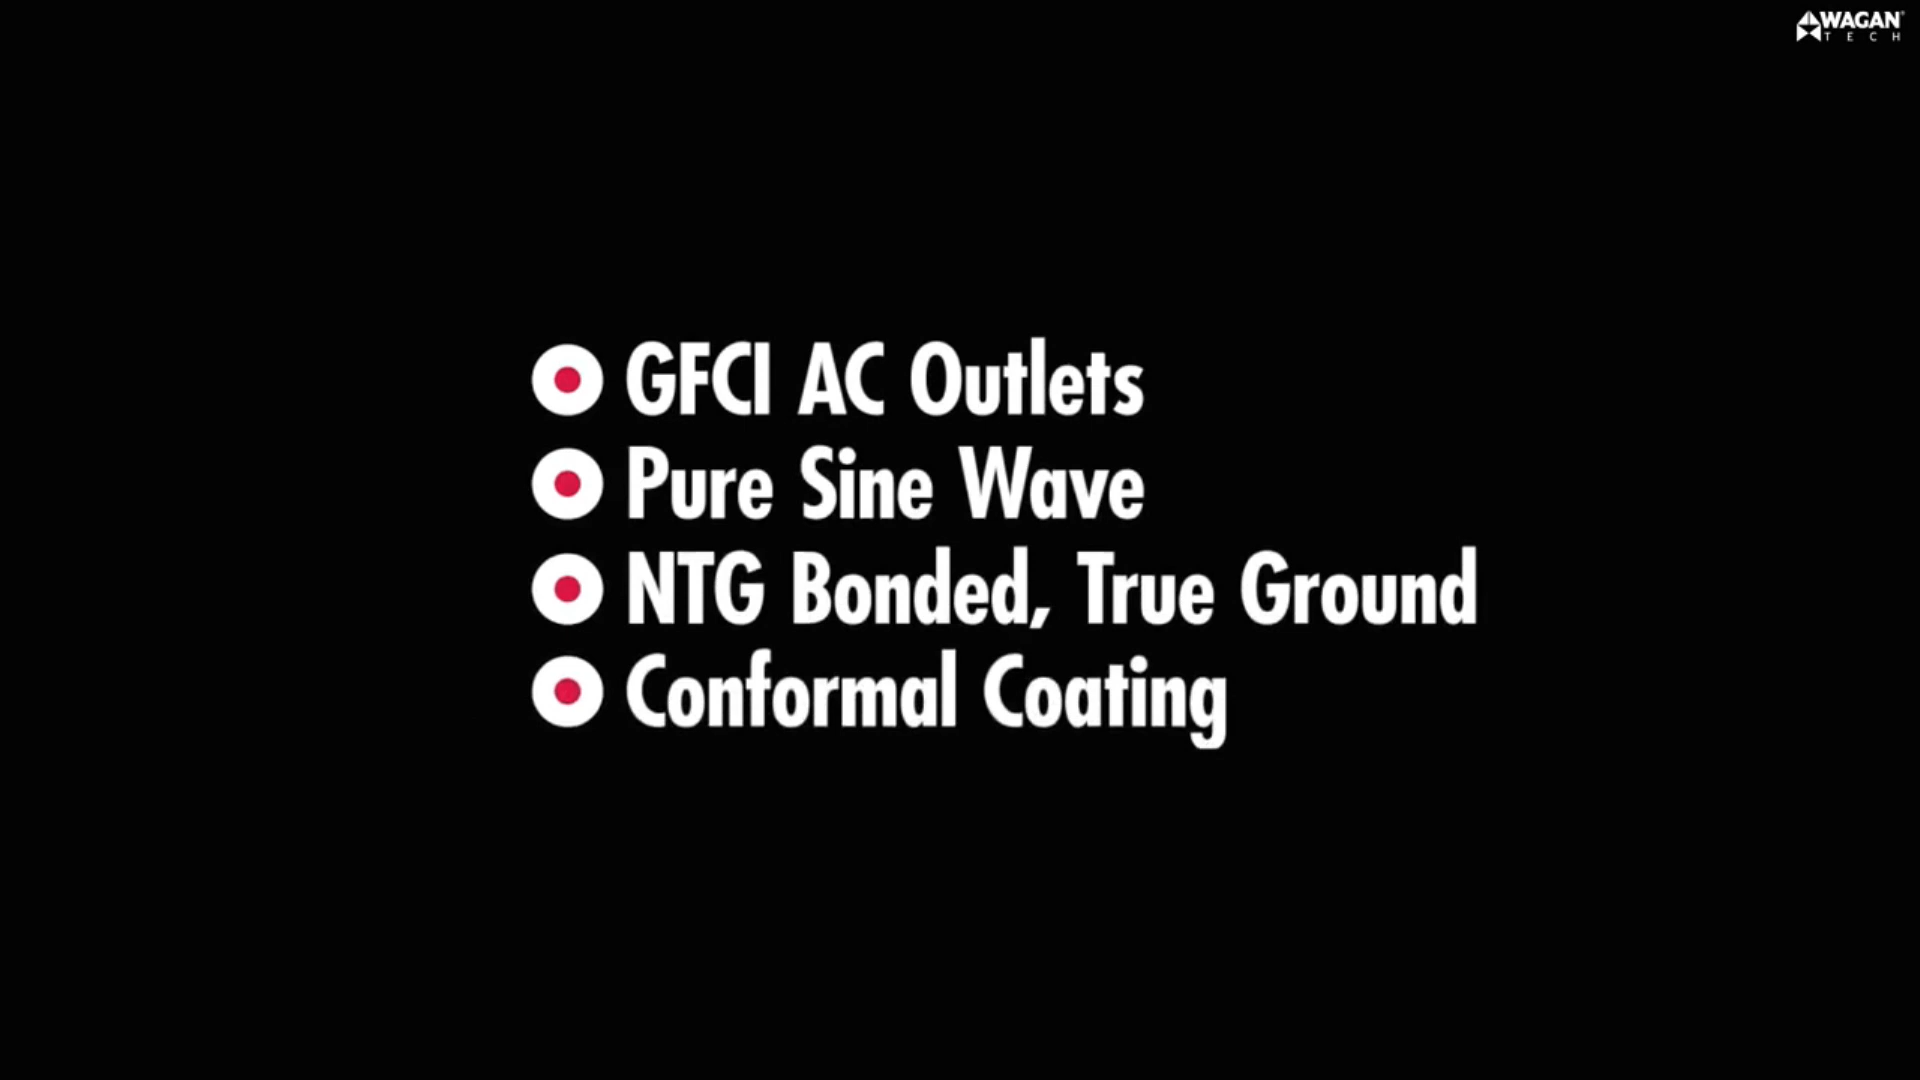 WAGAN
TECH
GFCI AC Outlets
Pure Sine Wave
NTG Bonded, True Ground
Conformal Coating